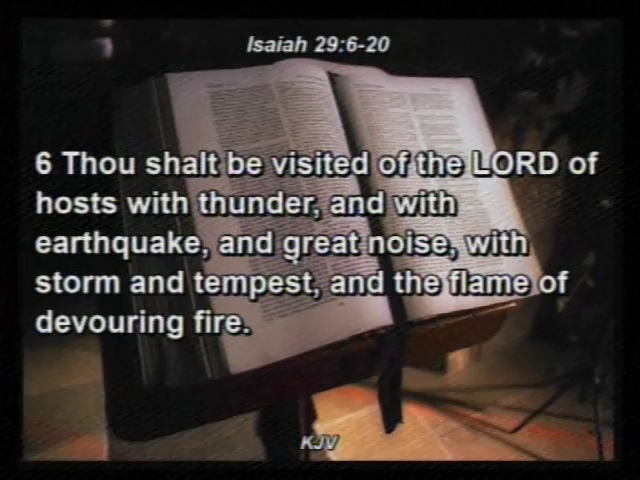 Isaiah 29:6-20
6 Thou shalt be visited of the LORD of
hosts with thunder, and with
earthquake, and great noise, with
storm and tempest, and the flame of
devouring fire.
KJV